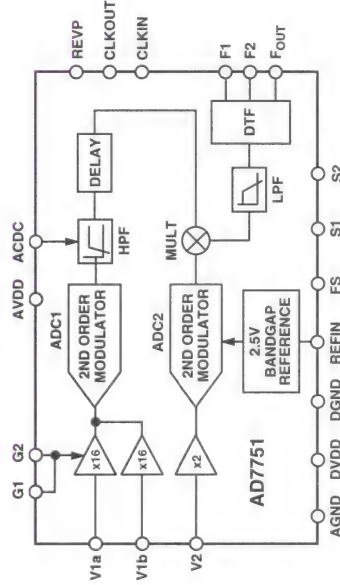 G1
G2
AVDD
ACDC
REVP
CLKOUT
CLKIN
V1a
V1b
x16
x16
ADC1
2ND ORDER
MODULATOR
HPF
DELAY
MULT
V2
x2
ADC2
2ND ORDER
MODULATOR
LPF
DTF
F1
F2
FOUT
AD7751
2.5V
BANDGAP
REFERENCE
AGND
DVDD
DGND
REFIN
FS
S1
S2